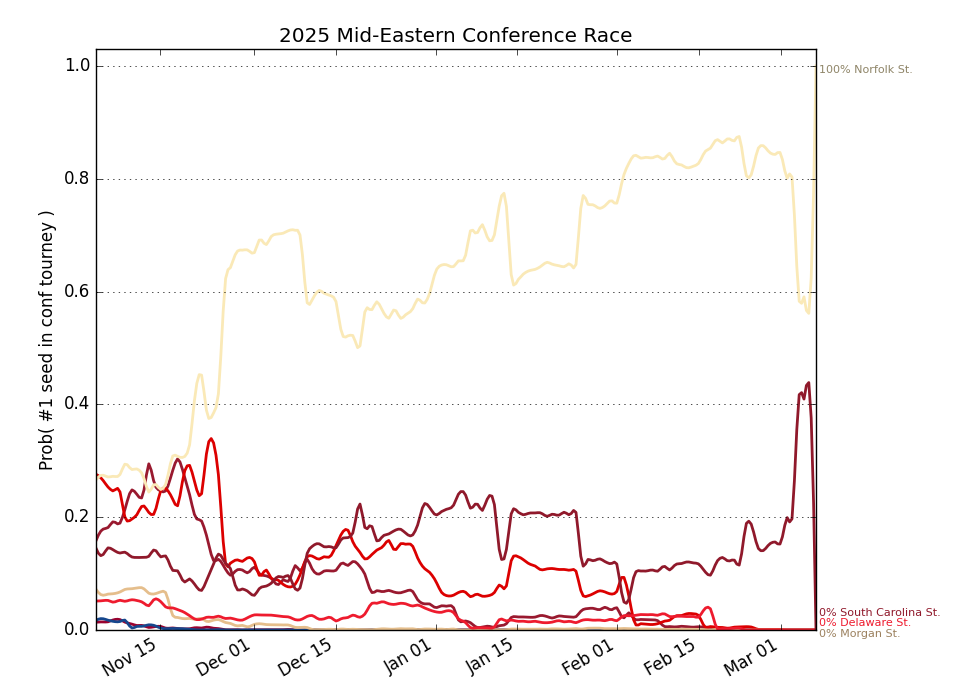 2025 Mid-Eastern Conference Race
Prob( #1 seed in conf tourney )
1.0
0.8
0.6
0.4
0.2
0.0
Nov 15
Dec 01
Dec 15
Jan 01
Jan 15
Feb 01
Feb 15
Mar 01
100% Norfolk St.
0% South Carolina St.
0% Delaware St.
0% Morgan St.